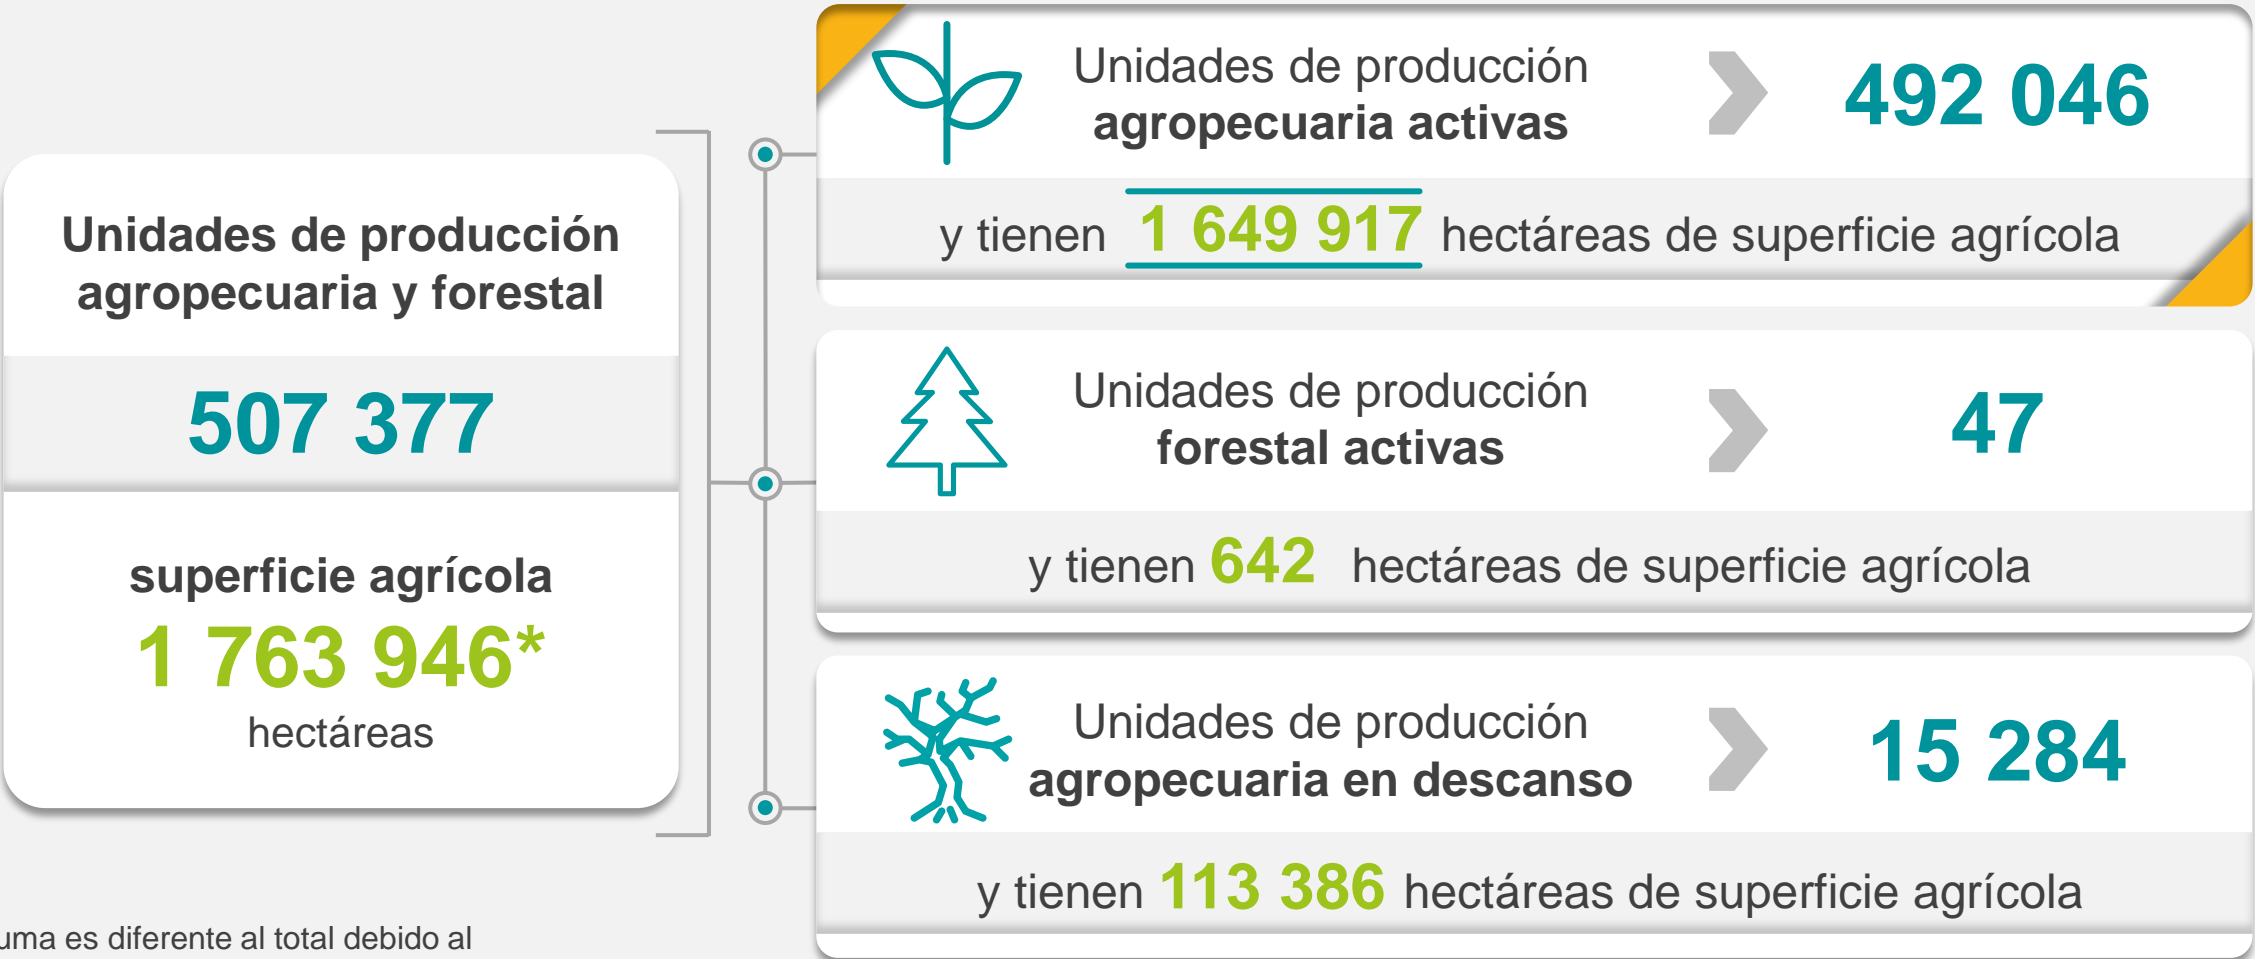 Unidades de producción
agropecuaria y forestal
507 377
superficie agrícola
1 763 946*
hectáreas
Unidades de producción
agropecuaria activas
492 046
y tienen 1 649 917 hectáreas de superficie agrícola
Unidades de producción
forestal activas
47
y tienen 642 hectáreas de superficie agrícola
Unidades de producción
agropecuaria en descanso
15 284
y tienen 113 386 hectáreas de superficie agrícola
es diferente al total debido al